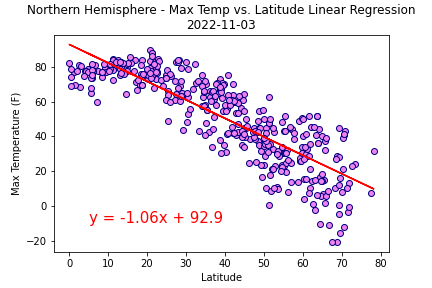 Northern Hemisphere - Max Temp vs. Latitude Linear Regression
2022-11-03
Max Temperature (F)
80
60
40
20
0
−20
y = -1.06x + 92.9
0 10 20 30 40 50 60 70 80
Latitude